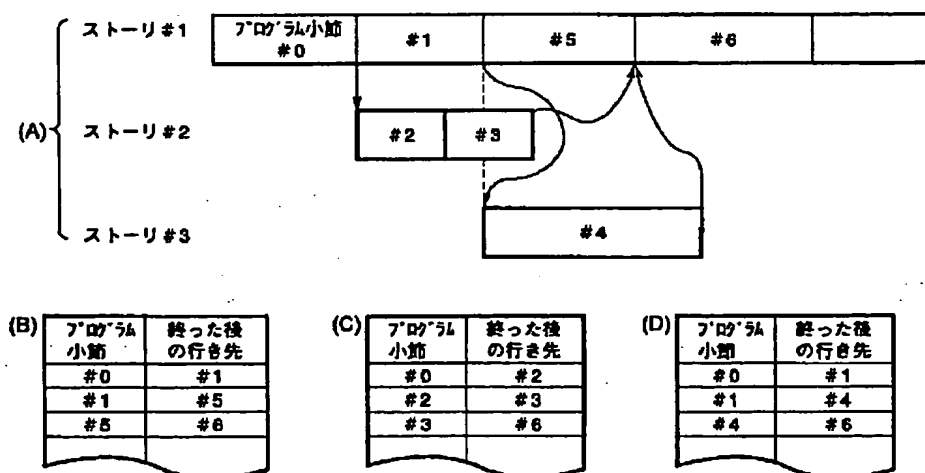 ストーリ#1
プログラム小節 #0
#1
#5
#6
(A)
ストーリ#2
#2
#3
ストーリ#3
#4
(B)
プログラム小節 終った後の行き先
#0 #1
#1 #5
#5 #6
(C)
プログラム小節 終った後の行き先
#0 #2
#2 #3
#3 #6
(D)
プログラム小節 終った後の行き先
#0 #1
#1 #4
#4 #6